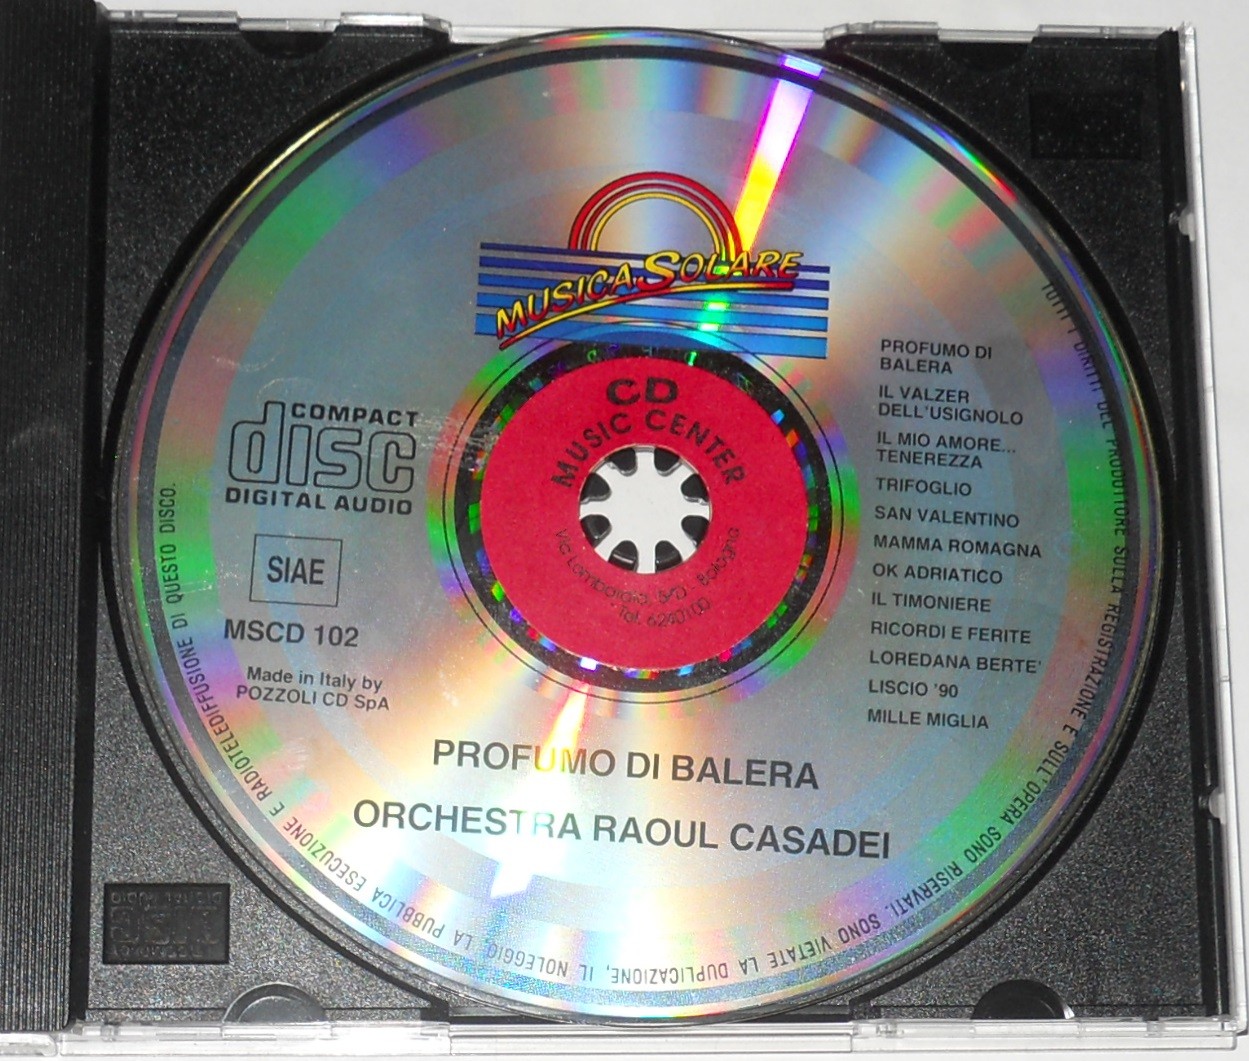 MUSICA SOLARE
COMPACT
disc
DIGITAL AUDIO
SIAE
MSCD 102
Made in Italy by
POZZOLI CD SpA
CD
MUSIC CENTER
Via Lombardia, - Bologna
Tel. 6240100
PROFUMO DI
BALERA
IL VALZER
DELL'USIGNOLO
IL MIO AMORE...
TENEREZZA
TRIFOGLIO
SAN VALENTINO
MAMMA ROMAGNA
OK ADRIATICO
IL TIMONIERE
RICORDI E FERITE
LOREDANA BERTE'
LISCIO '90
MILLE MIGLIA
PROFUMO DI BALERA
ORCHESTRA RAOUL CASADEI
TUTTI I DIRITTI DEL PRODUTTORE SULLA REGISTRAZIONE E SULL'OPERA SONO RISERVATI. SONO VIETATE LA DUPLICAZIONE, IL NOLEGGIO, LA PUBBLICA ESECUZIONE E RADIOTELEDIFFUSIONE DI QUESTO DISCO.